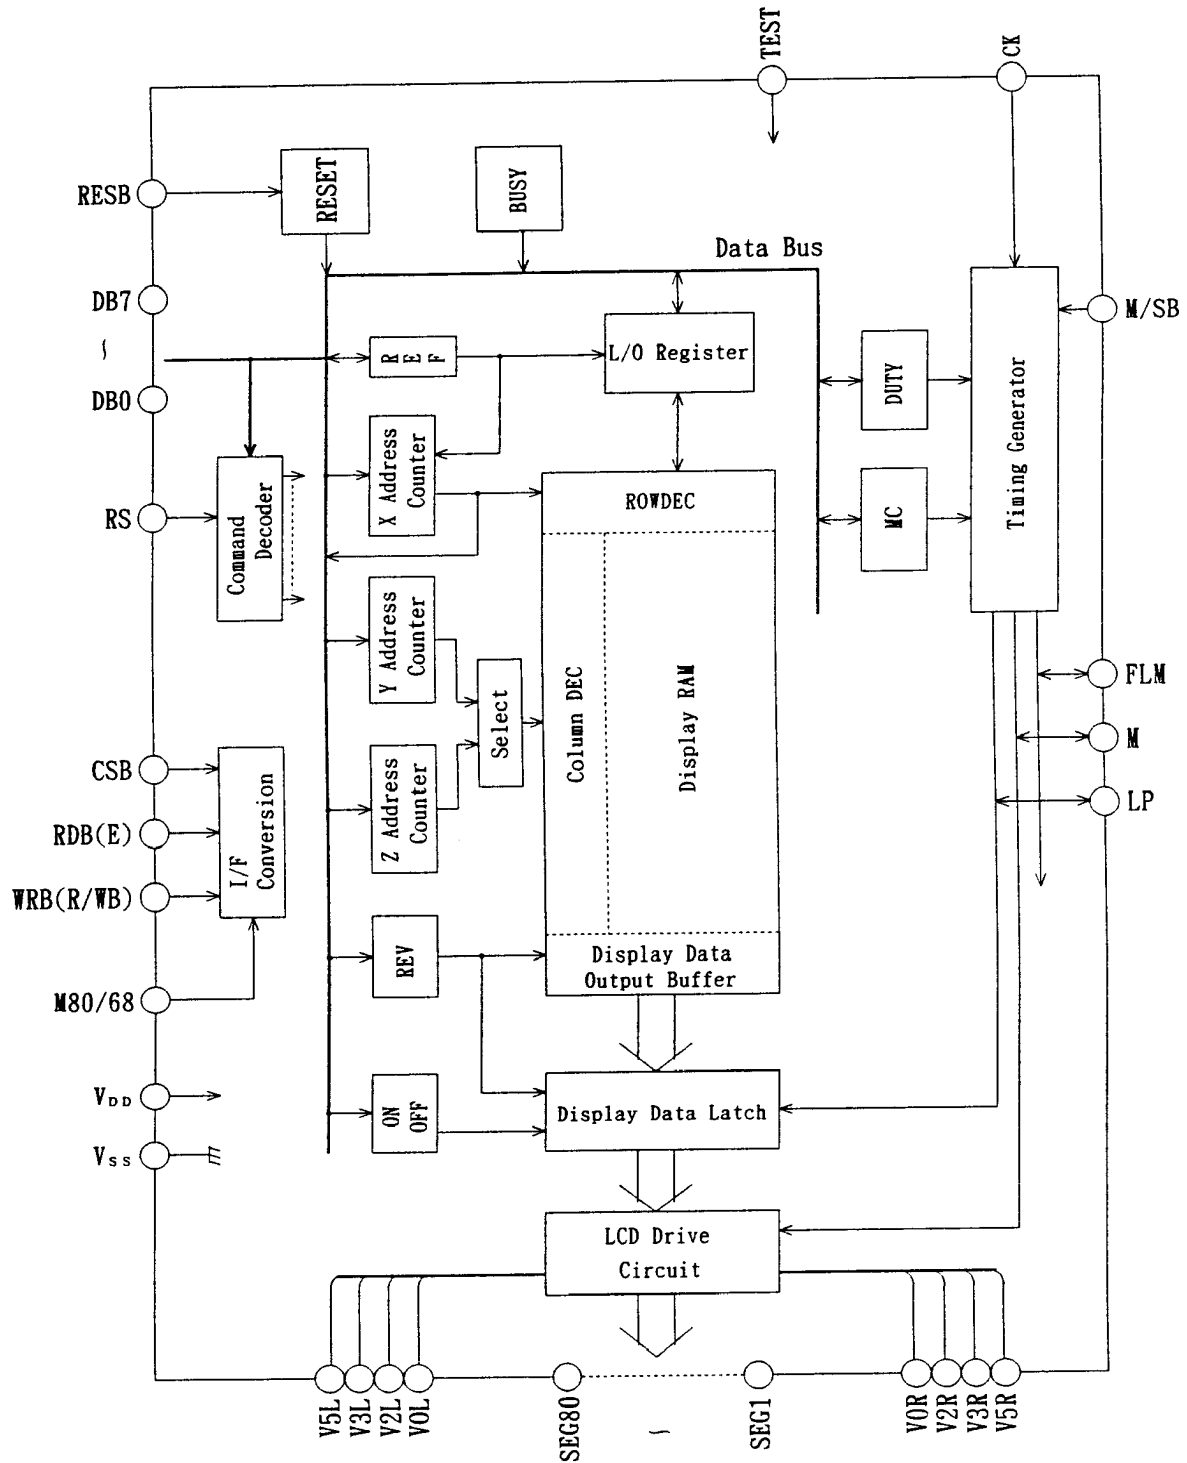 TEST
CK
RESB
RESET
BUSY
Data Bus
DB7
~
DB0
REF
L/O Register
DUTY
Timing Generator
M/SB
X Address
Counter
ROWDEC
MC
RS
Command
Decoder
Y Address
Counter
Select
Column DEC
Display RAM
FLM
M
LP
CSB
RDB(E)
WRB(R/WB)
I/F
Conversion
Z Address
Counter
M80/68
REV
Display Data
Output Buffer
VDD
VSS
ON
OFF
Display Data Latch
LCD Drive
Circuit
V5L
V3L
V2L
V0L
SEG80
~
SEG1
V0R
V2R
V3R
V5R